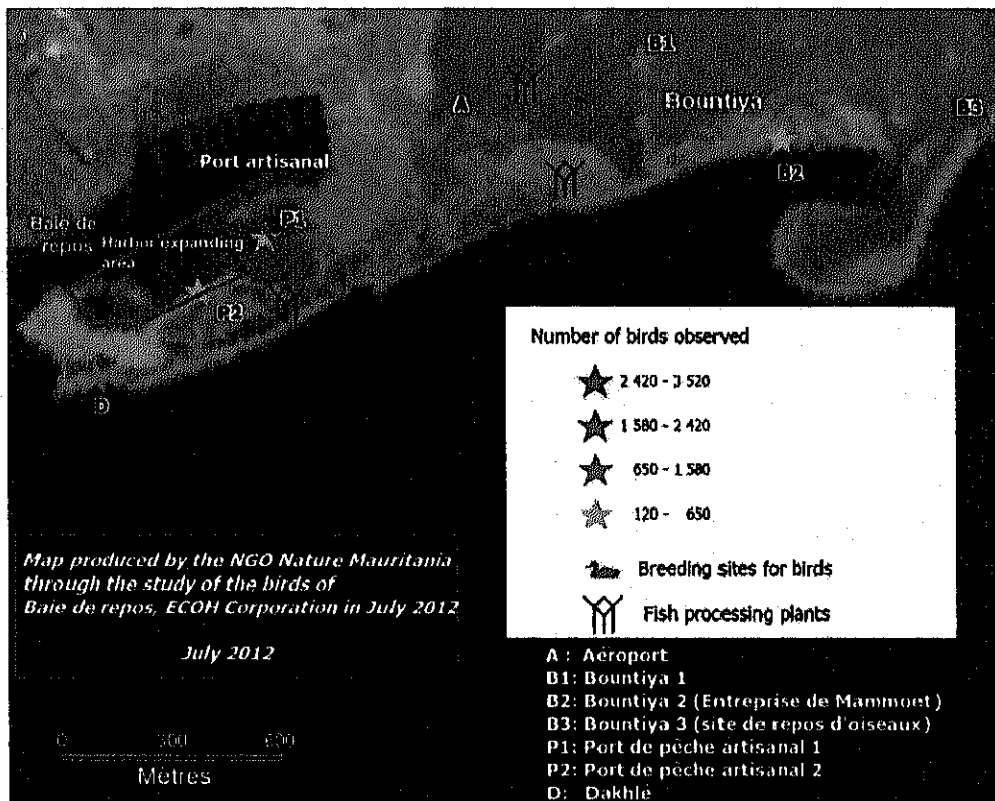 B1
A
Bountiya
B3
Port artisanal
B2
P1
Baie de
repos
Harbor expanding
area
P2
D
Number of birds observed
2 420 - 3 520
1 580 - 2 420
650 - 1 580
120 - 650
Breeding sites for birds
Fish processing plants
Map produced by the NGO Nature Mauritania
through the study of the birds of
Baie de repos, ECOH Corporation in July 2012
July 2012
A : Aéroport
B1: Bountiya 1
B2: Bountiya 2 (Entreprise de Mammoet)
B3: Bountiya 3 (site de repos d'oiseaux)
P1: Port de pêche artisanal 1
P2: Port de pêche artisanal 2
D: Dakhlé
0 300 600
Mètres